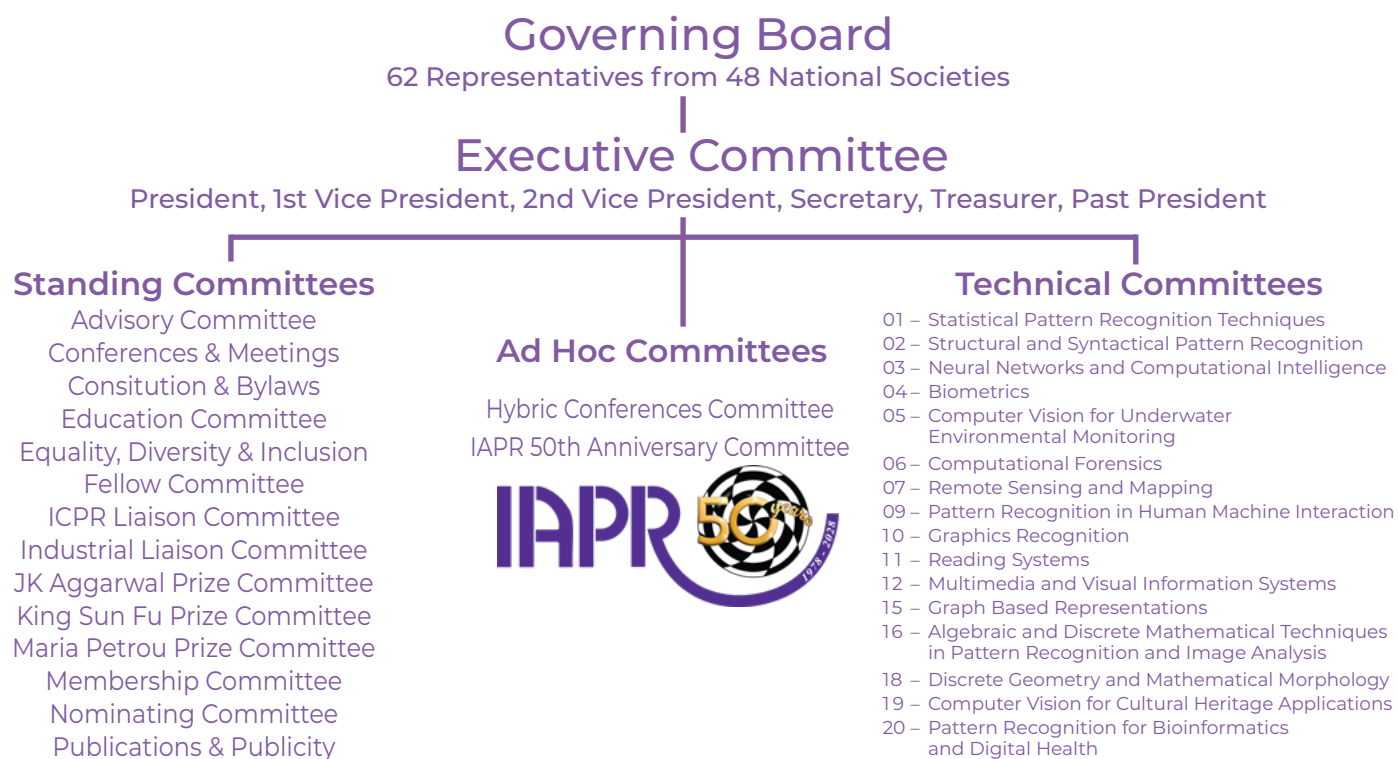 Governing Board
62 Representatives from 48 National Societies
Executive Committee
President, 1st Vice President, 2nd Vice President, Secretary, Treasurer, Past President
Standing Committees
Advisory Committee
Conferences & Meetings
Consitution & Bylaws
Education Committee
Equality, Diversity & Inclusion
Fellow Committee
ICPR Liaison Committee
Industrial Liaison Committee
JK Aggarwal Prize Committee
King Sun Fu Prize Committee
Maria Petrou Prize Committee
Membership Committee
Nominating Committee
Publications & Publicity
Ad Hoc Committees
Hybric Conferences Committee
IAPR 50th Anniversary Committee
IAPR 50 years
1978 - 2028
Technical Committees
01 – Statistical Pattern Recognition Techniques
02 – Structural and Syntactical Pattern Recognition
03 – Neural Networks and Computational Intelligence
04 – Biometrics
05 – Computer Vision for Underwater
Environmental Monitoring
06 – Computational Forensics
07 – Remote Sensing and Mapping
09 – Pattern Recognition in Human Machine Interaction
10 – Graphics Recognition
11 – Reading Systems
12 – Multimedia and Visual Information Systems
15 – Graph Based Representations
16 – Algebraic and Discrete Mathematical Techniques
in Pattern Recognition and Image Analysis
18 – Discrete Geometry and Mathematical Morphology
19 – Computer Vision for Cultural Heritage Applications
20 – Pattern Recognition for Bioinformatics
and Digital Health